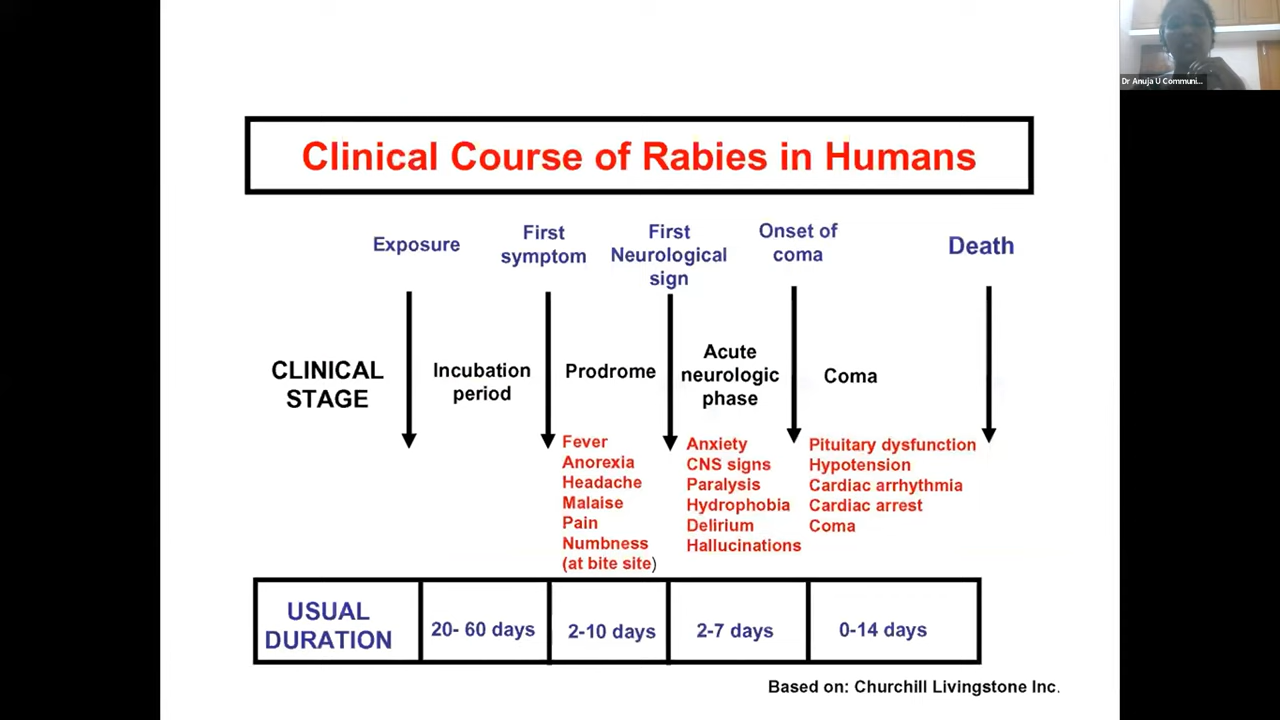 Dr Anuja U Communi...
Clinical Course of Rabies in Humans
Exposure
First
symptom
First
Neurological
sign
Onset of
coma
Death
CLINICAL
STAGE
Incubation
period
Prodrome
Acute
neurologic
phase
Coma
Fever
Anorexia
Headache
Malaise
Pain
Numbness
(at bite site)
Anxiety
CNS signs
Paralysis
Hydrophobia
Delirium
Hallucinations
Pituitary dysfunction
Hypotension
Cardiac arrhythmia
Cardiac arrest
Coma
USUAL
DURATION
20- 60 days
2-10 days
2-7 days
0-14 days
Based on: Churchill Livingstone Inc.